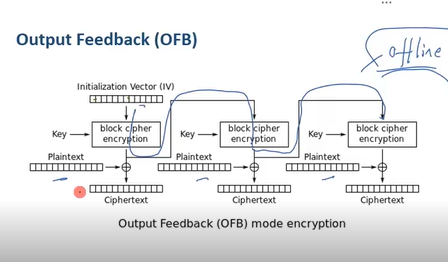 Output Feedback (OFB)
offline
Initialization Vector (IV)
Key
block cipher
encryption
Key
block cipher
encryption
Key
block cipher
encryption
Plaintext
Plaintext
Plaintext
Ciphertext
Ciphertext
Ciphertext
Output Feedback (OFB) mode encryption